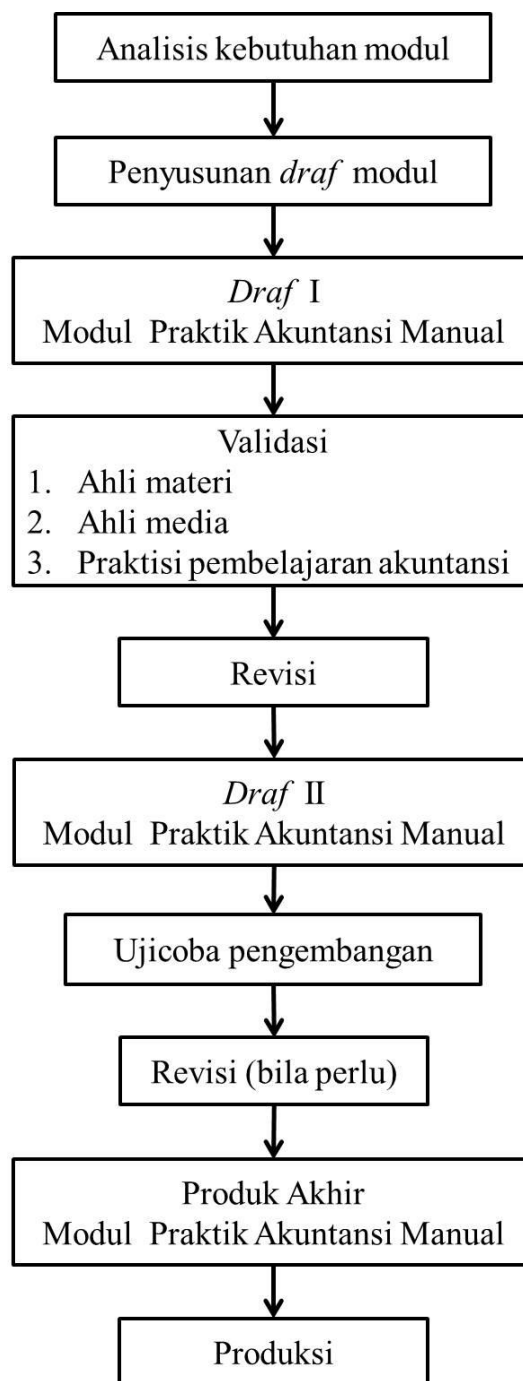 Analisis kebutuhan modul
Penyusunan draf modul
Draf I
Modul Praktik Akuntansi Manual
Validasi
1. Ahli materi
2. Ahli media
3. Praktisi pembelajaran akuntansi
Revisi
Draf II
Modul Praktik Akuntansi Manual
Ujicoba pengembangan
Revisi (bila perlu)
Produk Akhir
Modul Praktik Akuntansi Manual
Produksi